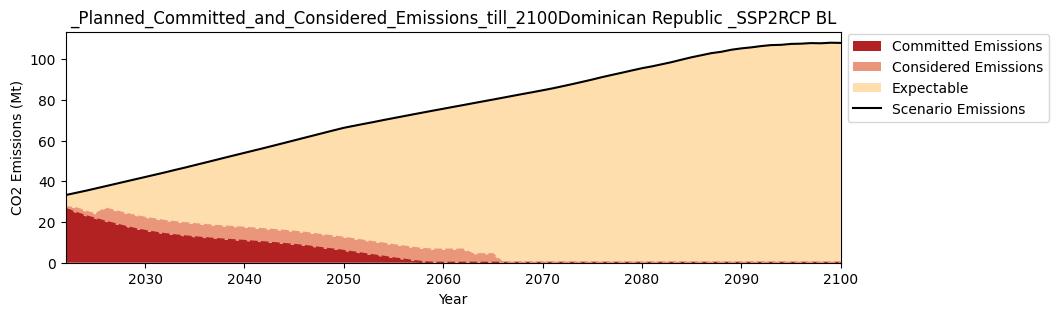 _Planned_Committed_and_Considered_Emissions_till_2100Dominican Republic _SSP2RCP BL
CO2 Emissions (Mt)
100
80
60
40
20
0
2030 2040 2050 2060 2070 2080 2090 2100
Year
Committed Emissions
Considered Emissions
Expectable
Scenario Emissions